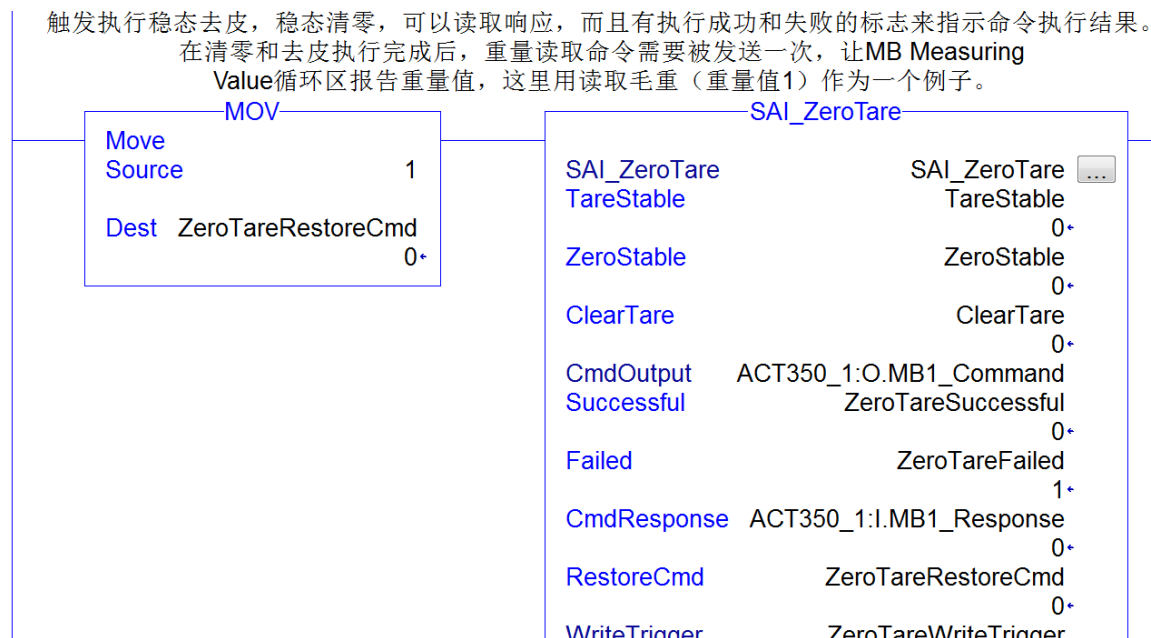 触发执行稳态去皮，稳态清零，可以读取响应，而且有执行成功和失败的标志来指示命令执行结果。
在清零和去皮执行完成后，重量读取命令需要被发送一次，让MB Measuring
Value循环区报告重量值，这里用读取毛重（重量值1）作为一个例子。
MOV
Move
Source 1
Dest ZeroTareRestoreCmd
0
SAI_ZeroTare
SAI_ZeroTare SAI_ZeroTare ...
TareStable TareStable
0
ZeroStable ZeroStable
0
ClearTare ClearTare
0
CmdOutput ACT350_1:O.MB1_Command
Successful ZeroTareSuccessful
0
Failed ZeroTareFailed
1
CmdResponse ACT350_1:I.MB1_Response
0
RestoreCmd ZeroTareRestoreCmd
0
WriteTrigger ZeroTareWriteTrigger